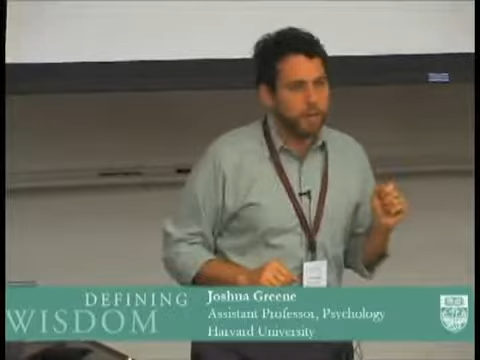 DEFINING
WISDOM
Joshua Greene
Assistant Professor, Psychology
Harvard University